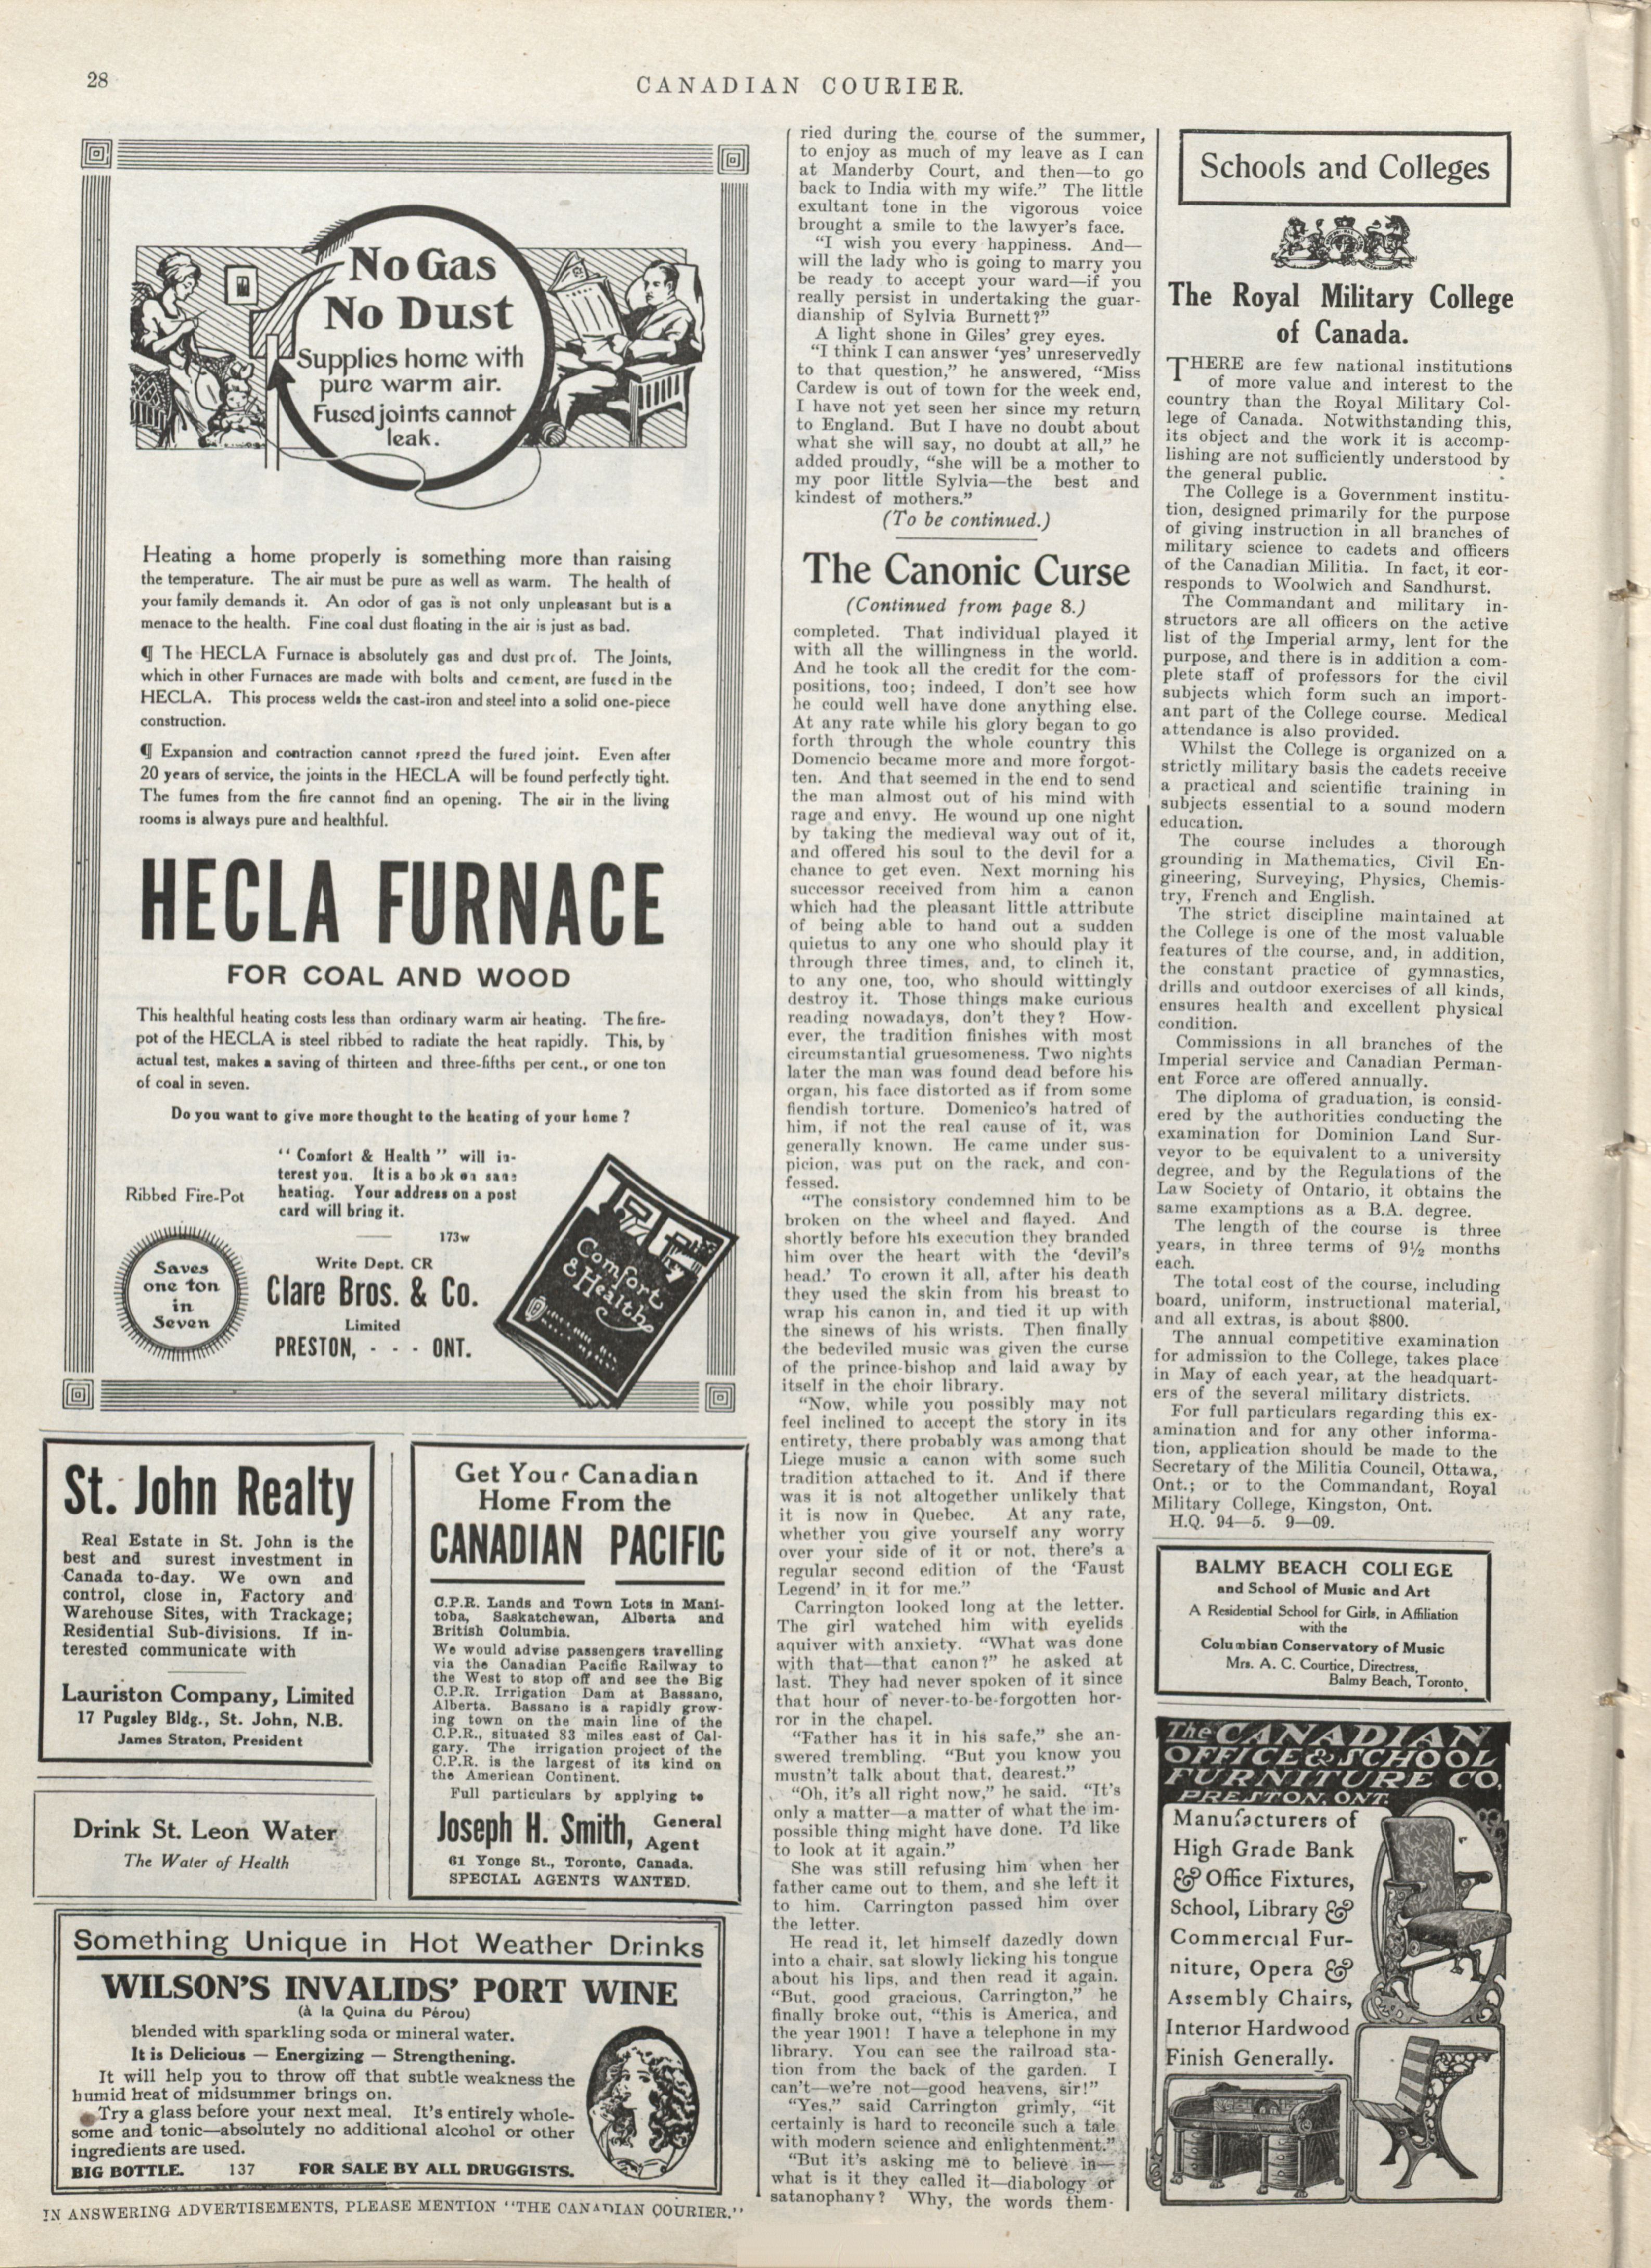 28
CANADIAN COURIER.
No Gas
No Dust
Supplies home with
pure warm air.
Fused joints cannot
leak.
Heating a home properly is something more than raising
the temperature. The air must be pure as well as warm. The health of
your family demands it. An odor of gas is not only unpleasant but is a
menace to the health. Fine coal dust floating in the air is just as bad.
¶ The HECLA Furnace is absolutely gas and dust proof. The Joints,
which in other Furnaces are made with bolts and cement, are fused in the
HECLA. This process welds the cast-iron and steel into a solid one-piece
construction.
¶ Expansion and contraction cannot spreed the fured joint. Even after
20 years of service, the joints in the HECLA will be found perfectly tight.
The fumes from the fire cannot find an opening. The air in the living
rooms is always pure and healthful.
HECLA FURNACE
FOR COAL AND WOOD
This healthful heating costs less than ordinary warm air heating. The fire-
pot of the HECLA is steel ribbed to radiate the heat rapidly. This, by
actual test, makes a saving of thirteen and three-fifths per cent., or one ton
of coal in seven.
Do you want to give more thought to the heating of your home?
"Comfort & Health" will in-
terest you. It is a book on sane
heating. Your address on a post
card will bring it.
Ribbed Fire-Pot
173w
Saves
one ton
in
Seven
Write Dept. CR
Clare Bros. & Co.
Limited
PRESTON, - - - ONT.
Comfort
& Health
St. John Realty
Real Estate in St. John is the
best and surest investment in
Canada to-day. We own and
control, close in, Factory and
Warehouse Sites, with Trackage;
Residential Sub-divisions. If in-
terested communicate with
Lauriston Company, Limited
17 Pugsley Bldg., St. John, N.B.
James Straton, President
Drink St. Leon Water
The Water of Health
Get Your Canadian
Home From the
CANADIAN PACIFIC
C.P.R. Lands and Town Lots in Mani-
toba, Saskatchewan, Alberta and
British Columbia.
We would advise passengers travelling
via the Canadian Pacific Railway to
the West to stop off and see the Big
C.P.R. Irrigation Dam at Bassano,
Alberta. Bassano is a rapidly grow-
ing town on the main line of the
C.P.R., situated 83 miles east of Cal-
gary. The irrigation project of the
C.P.R. is the largest of its kind on
the American Continent.
Full particulars by applying to
Joseph H. Smith, General
Agent
61 Yonge St., Toronto, Canada.
SPECIAL AGENTS WANTED.
Something Unique in Hot Weather Drinks
WILSON'S INVALIDS' PORT WINE
(à la Quina du Pérou)
blended with sparkling soda or mineral water.
It is Delicious — Energizing — Strengthening.
It will help you to throw off that subtle weakness the
humid heat of midsummer brings on.
Try a glass before your next meal. It's entirely whole-
some and tonic—absolutely no additional alcohol or other
ingredients are used.
BIG BOTTLE. 137 FOR SALE BY ALL DRUGGISTS.
IN ANSWERING ADVERTISEMENTS, PLEASE MENTION "THE CANADIAN COURIER."
ried during the course of the summer,
to enjoy as much of my leave as I can
at Manderby Court, and then—to go
back to India with my wife." The little
exultant tone in the vigorous voice
brought a smile to the lawyer's face.
"I wish you every happiness. And—
will the lady who is going to marry you
be ready to accept your ward—if you
really persist in undertaking the guar-
dianship of Sylvia Burnett?"
A light shone in Giles' grey eyes.
"I think I can answer 'yes' unreservedly
to that question," he answered, "Miss
Cardew is out of town for the week end,
I have not yet seen her since my return
to England. But I have no doubt about
what she will say, no doubt at all," he
added proudly, "she will be a mother to
my poor little Sylvia—the best and
kindest of mothers."
(To be continued.)
The Canonic Curse
(Continued from page 8.)
completed. That individual played it
with all the willingness in the world.
And he took all the credit for the com-
positions, too; indeed, I don't see how
he could well have done anything else.
At any rate while his glory began to go
forth through the whole country this
Domencio became more and more forgot-
ten. And that seemed in the end to send
the man almost out of his mind with
rage and envy. He wound up one night
by taking the medieval way out of it,
and offered his soul to the devil for a
chance to get even. Next morning his
successor received from him a canon
which had the pleasant little attribute
of being able to hand out a sudden
quietus to any one who should play it
through three times, and, to clinch it,
to any one, too, who should wittingly
destroy it. Those things make curious
reading nowadays, don't they? How-
ever, the tradition finishes with most
circumstantial gruesomeness. Two nights
later the man was found dead before his
organ, his face distorted as if from some
fiendish torture. Domenico's hatred of
him, if not the real cause of it, was
generally known. He came under sus-
picion, was put on the rack, and con-
fessed.
"The consistory condemned him to be
broken on the wheel and flayed. And
shortly before his execution they branded
him over the heart with the 'devil's
head.' To crown it all, after his death
they used the skin from his breast to
wrap his canon in, and tied it up with
the sinews of his wrists. Then finally
the bedeviled music was given the curse
of the prince-bishop and laid away by
itself in the choir library.
"Now, while you possibly may not
feel inclined to accept the story in its
entirety, there probably was among that
Liege music a canon with some such
tradition attached to it. And if there
was it is not altogether unlikely that
it is now in Quebec. At any rate,
whether you give yourself any worry
over your side of it or not, there's a
regular second edition of the 'Faust
Legend' in it for me."
Carrington looked long at the letter.
The girl watched him with eyelids
aquiver with anxiety. "What was done
with that—that canon?" he asked at
last. They had never spoken of it since
that hour of never-to-be-forgotten hor-
ror in the chapel.
"Father has it in his safe," she an-
swered trembling. "But you know you
mustn't talk about that, dearest."
"Oh, it's all right now," he said. "It's
only a matter—a matter of what the im-
possible thing might have done. I'd like
to look at it again."
She was still refusing him when her
father came out to them, and she left it
to him. Carrington passed him over
the letter.
He read it, let himself dazedly down
into a chair, sat slowly licking his tongue
about his lips, and then read it again.
"But, good gracious, Carrington," he
finally broke out, "this is America, and
the year 1901! I have a telephone in my
library. You can see the railroad sta-
tion from the back of the garden. I
can't—we're not—good heavens, sir!"
"Yes," said Carrington grimly, "it
certainly is hard to reconcile such a tale
with modern science and enlightenment."
"But it's asking me to believe in—
what is it they called it—diabology or
satanophany? Why, the words them-
Schools and Colleges
The Royal Military College
of Canada.
THERE are few national institutions
of more value and interest to the
country than the Royal Military Col-
lege of Canada. Notwithstanding this,
its object and the work it is accomp-
lishing are not sufficiently understood by
the general public.
The College is a Government institu-
tion, designed primarily for the purpose
of giving instruction in all branches of
military science to cadets and officers
of the Canadian Militia. In fact, it cor-
responds to Woolwich and Sandhurst.
The Commandant and military in-
structors are all officers on the active
list of the Imperial army, lent for the
purpose, and there is in addition a com-
plete staff of professors for the civil
subjects which form such an import-
ant part of the College course. Medical
attendance is also provided.
Whilst the College is organized on a
strictly military basis the cadets receive
a practical and scientific training in
subjects essential to a sound modern
education.
The course includes a thorough
grounding in Mathematics, Civil En-
gineering, Surveying, Physics, Chemis-
try, French and English.
The strict discipline maintained at
the College is one of the most valuable
features of the course, and, in addition,
the constant practice of gymnastics,
drills and outdoor exercises of all kinds,
ensures health and excellent physical
condition.
Commissions in all branches of the
Imperial service and Canadian Perman-
ent Force are offered annually.
The diploma of graduation, is consid-
ered by the authorities conducting the
examination for Dominion Land Sur-
veyor to be equivalent to a university
degree, and by the Regulations of the
Law Society of Ontario, it obtains the
same examptions as a B.A. degree.
The length of the course is three
years, in three terms of 9½ months
each.
The total cost of the course, including
board, uniform, instructional material,
and all extras, is about $800.
The annual competitive examination
for admission to the College, takes place
in May of each year, at the headquart-
ers of the several military districts.
For full particulars regarding this ex-
amination and for any other informa-
tion, application should be made to the
Secretary of the Militia Council, Ottawa,
Ont.; or to the Commandant, Royal
Military College, Kingston, Ont.
H.Q. 94—5. 9—09.
BALMY BEACH COLLEGE
and School of Music and Art
A Residential School for Girls, in Affiliation
with the
Columbian Conservatory of Music
Mrs. A. C. Courtice, Directress,
Balmy Beach, Toronto.
The CANADIAN
OFFICE & SCHOOL
FURNITURE CO.
PRESTON, ONT.
Manufacturers of
High Grade Bank
& Office Fixtures,
School, Library &
Commercial Fur-
niture, Opera &
Assembly Chairs,
Interior Hardwood
Finish Generally.